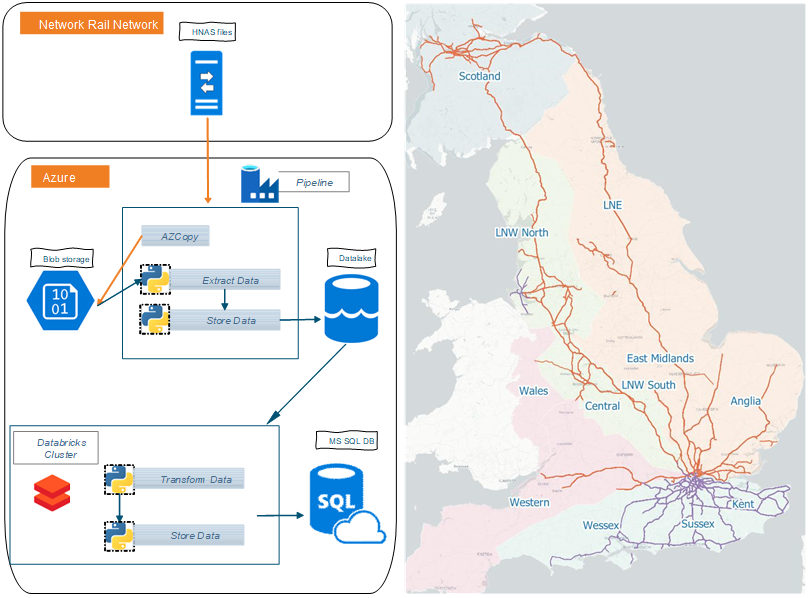 Network Rail Network
HNAS files
Azure
Pipeline
AZCopy
Blob storage
Datalake
10
01
Extract Data
Store Data
Databricks
Cluster
MS SQL DB
Transform Data
SQL
Store Data
Scotland
LNE
LNW North
East Midlands
LNW South
Wales
Central
Anglia
Western
Kent
Wessex
Sussex